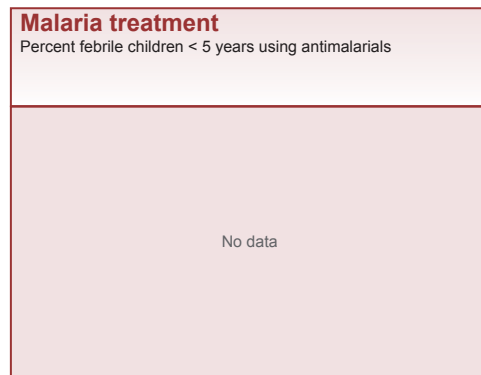 Malaria treatment
Percent febrile children < 5 years using antimalarials
No data